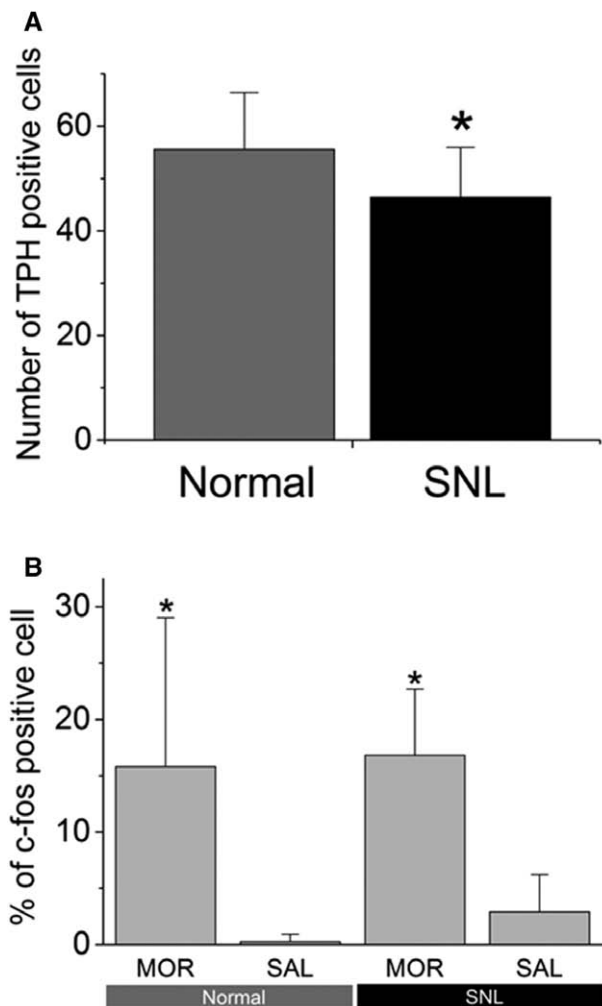 A
Number of TPH positive cells
60
40
20
0
*
Normal SNL
B
% of c-fos positive cell
30
20
10
0
* *
MOR SAL MOR SAL
Normal SNL